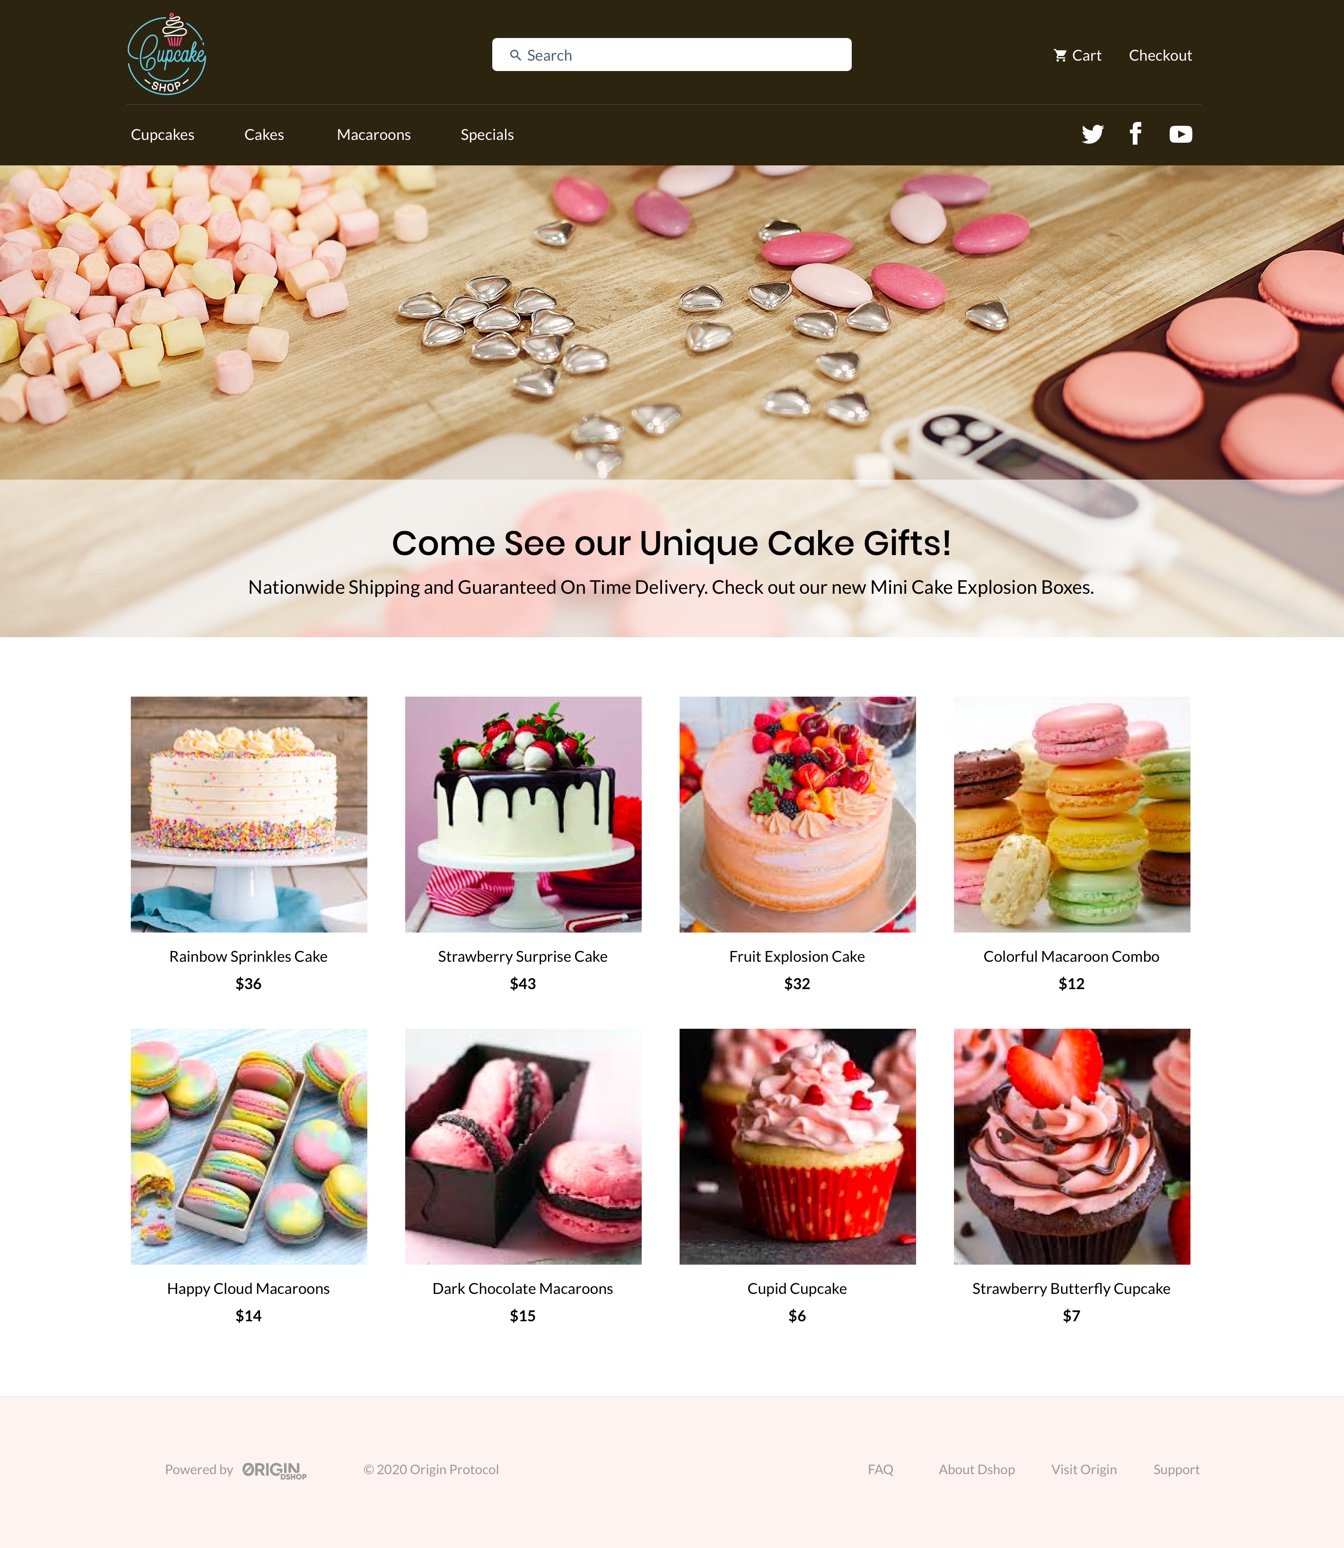 Cupcake
SHOP
Search
Cart
Checkout
Cupcakes
Cakes
Macaroons
Specials
Come See our Unique Cake Gifts!
Nationwide Shipping and Guaranteed On Time Delivery. Check out our new Mini Cake Explosion Boxes.
Rainbow Sprinkles Cake
$36
Strawberry Surprise Cake
$43
Fruit Explosion Cake
$32
Colorful Macaroon Combo
$12
Happy Cloud Macaroons
$14
Dark Chocolate Macaroons
$15
Cupid Cupcake
$6
Strawberry Butterfly Cupcake
$7
Powered by ORIGIN DSHOP
© 2020 Origin Protocol
FAQ
About Dshop
Visit Origin
Support